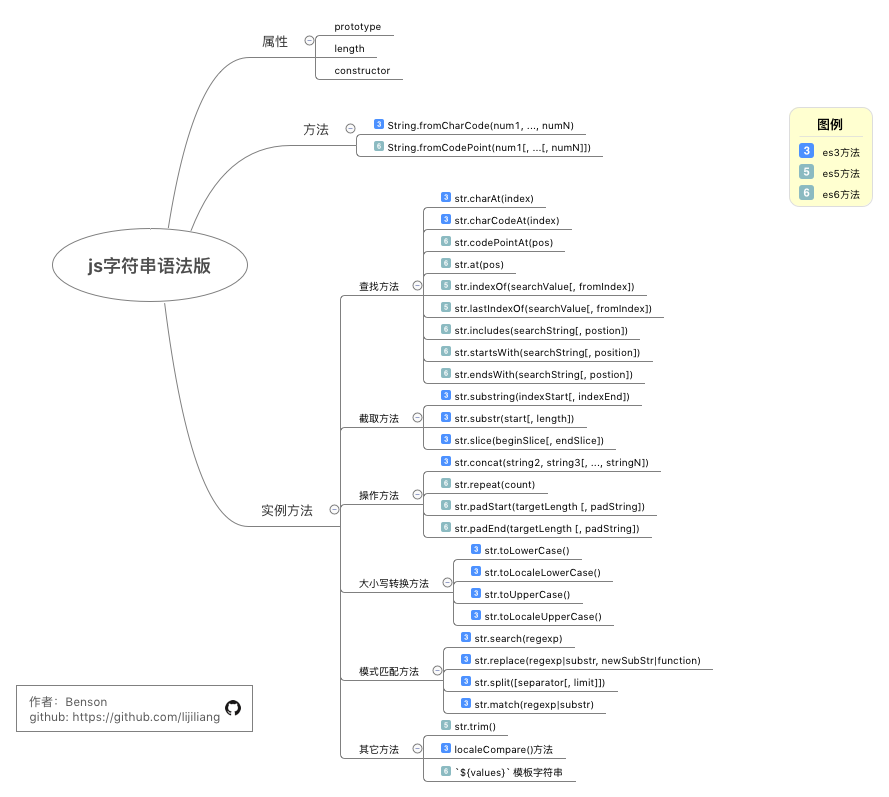 js字符串语法版
属性
prototype
length
constructor
方法
3 String.fromCharCode(num1, ..., numN)
6 String.fromCodePoint(num1[, ...[, numN]])
实例方法
查找方法
3 str.charAt(index)
3 str.charCodeAt(index)
6 str.codePointAt(pos)
6 str.at(pos)
5 str.indexOf(searchValue[, fromIndex])
5 str.lastIndexOf(searchValue[, fromIndex])
6 str.includes(searchString[, postion])
6 str.startsWith(searchString[, position])
6 str.endsWith(searchString[, postion])
截取方法
3 str.substring(indexStart[, indexEnd])
3 str.substr(start[, length])
3 str.slice(beginSlice[, endSlice])
操作方法
3 str.concat(string2, string3[, ..., stringN])
6 str.repeat(count)
6 str.padStart(targetLength [, padString])
6 str.padEnd(targetLength [, padString])
大小写转换方法
3 str.toLowerCase()
3 str.toLocaleLowerCase()
3 str.toUpperCase()
3 str.toLocaleUpperCase()
模式匹配方法
3 str.search(regexp)
3 str.replace(regexp|substr, newSubStr|function)
3 str.split([separator[, limit]])
3 str.match(regexp|substr)
其它方法
5 str.trim()
3 localeCompare()方法
6 `${values}` 模板字符串
图例
3 es3方法
5 es5方法
6 es6方法
作者：Benson
github: https://github.com/lijiliang